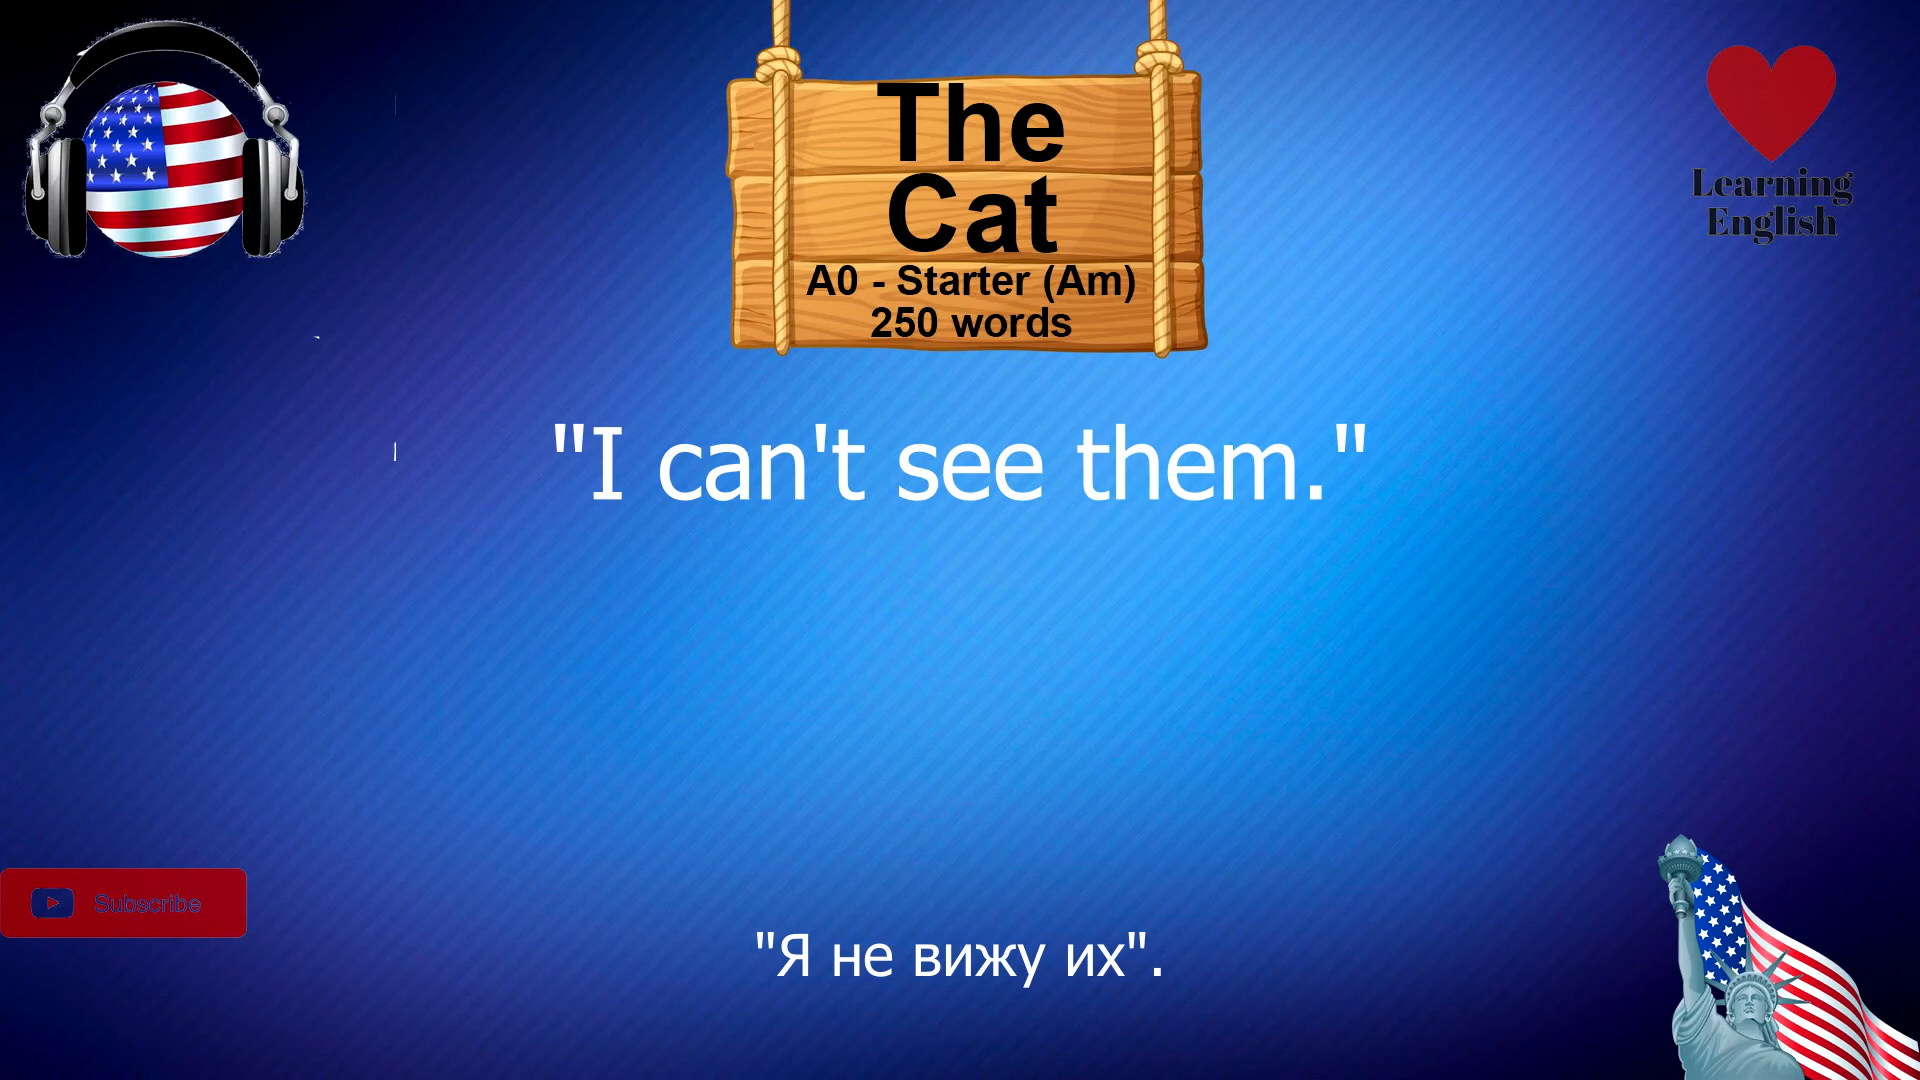 The
Cat
A0 - Starter (Am)
250 words
Learning
English
"I can't see them."
Subscribe
"Я не вижу их".